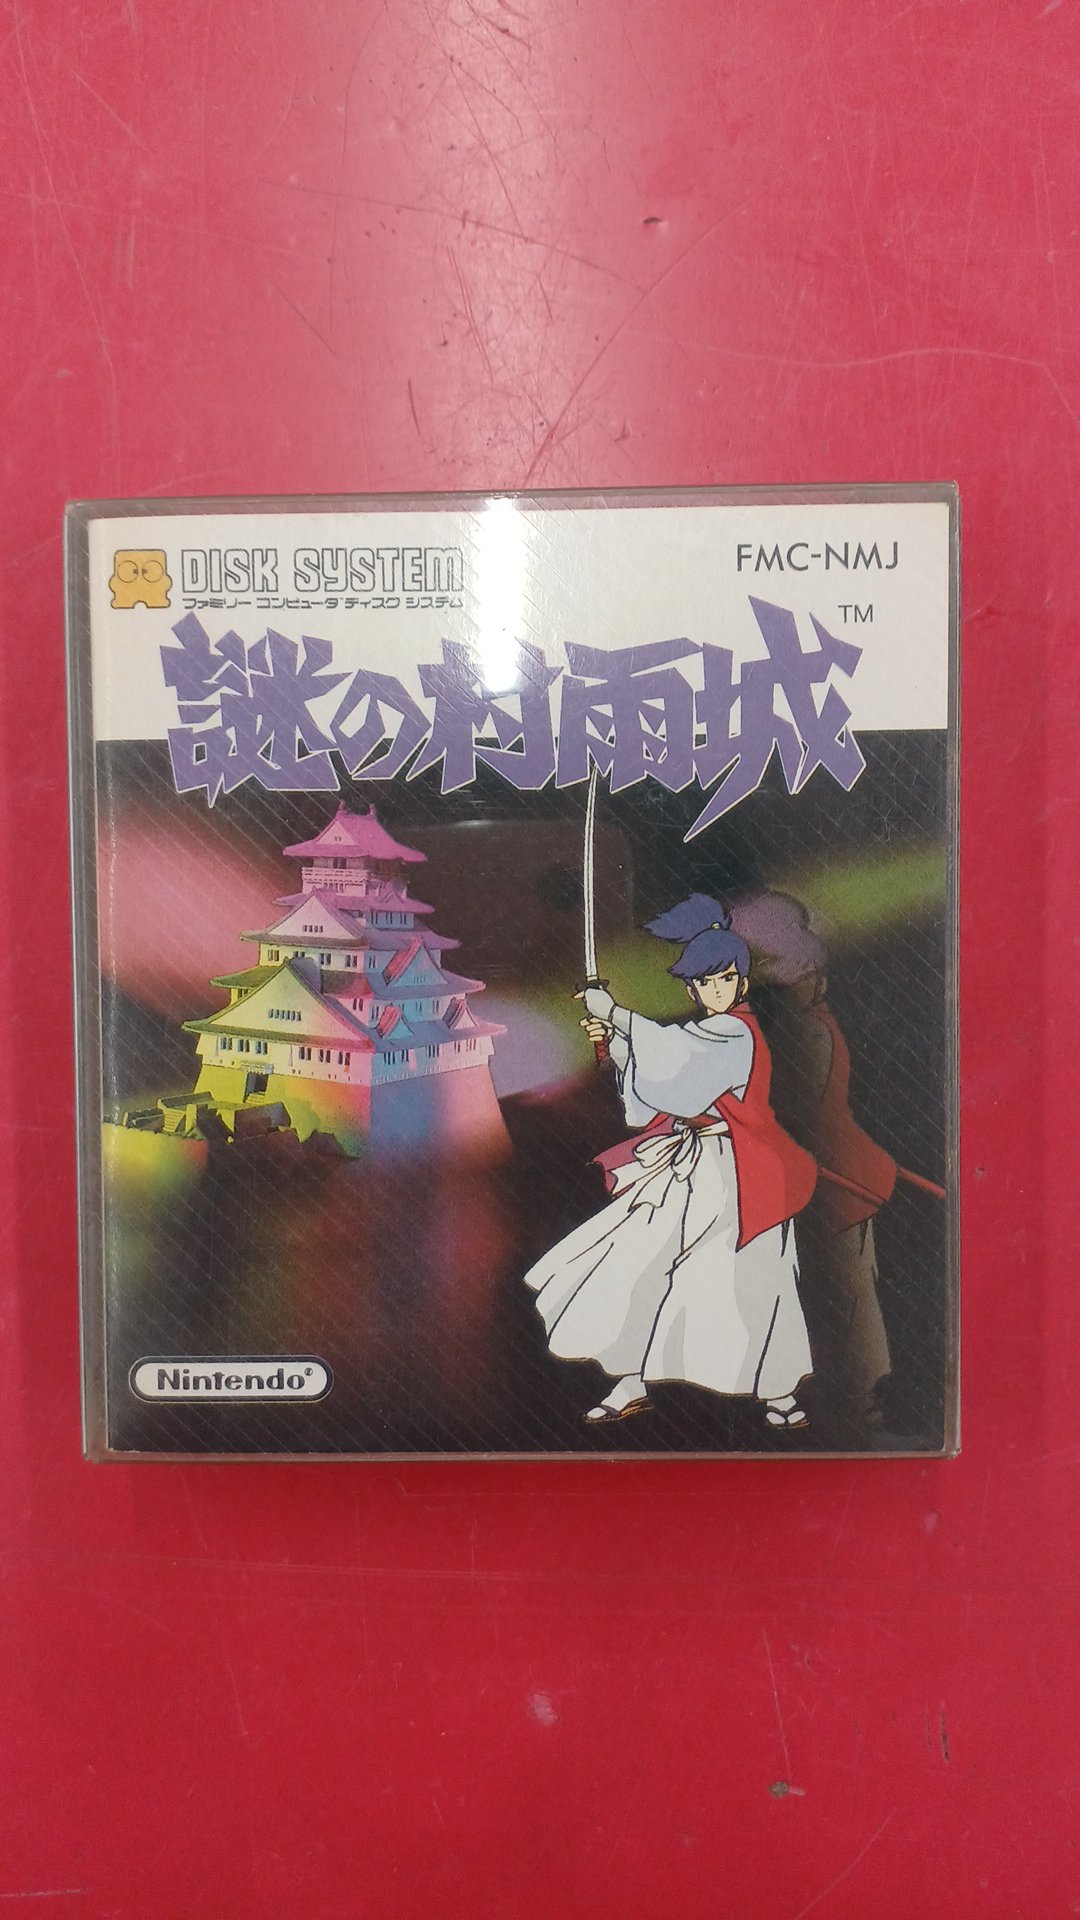 DISK SYSTEM
ファミリー コンピュータ ディスク システム
FMC-NMJ
謎の村雨城
TM
Nintendo®